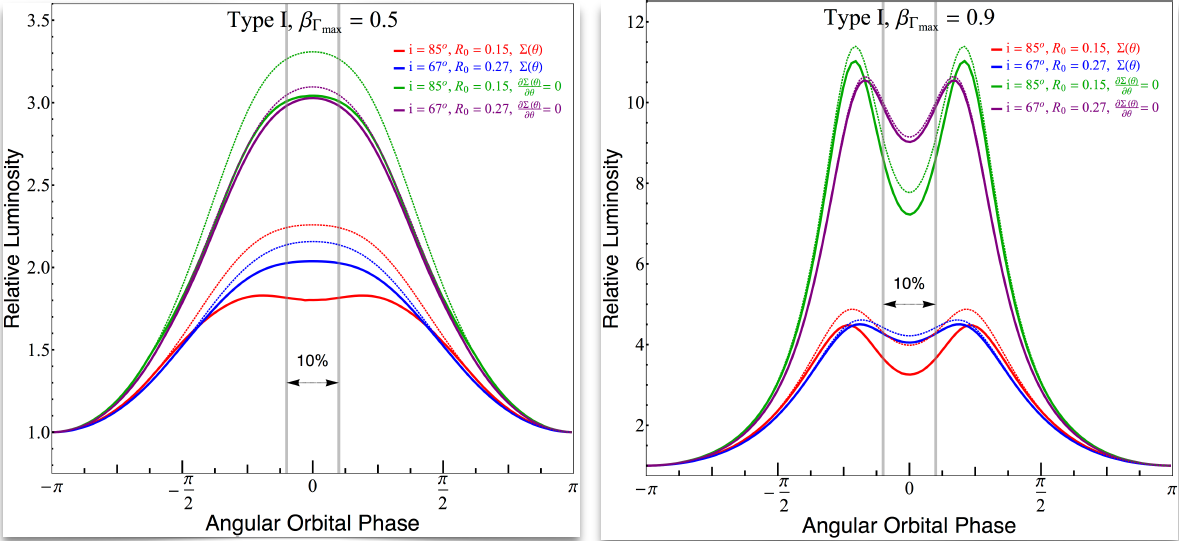 Type I, β_Γmax = 0.5
i = 85°, R₀ = 0.15, Σ(θ)
i = 67°, R₀ = 0.27, Σ(θ)
i = 85°, R₀ = 0.15, ∂Σ(θ)/∂θ = 0
i = 67°, R₀ = 0.27, ∂Σ(θ)/∂θ = 0
3.5
3.0
2.5
2.0
1.5
1.0
Relative Luminosity
10%
-π
-π/2
0
π/2
π
Angular Orbital Phase
Type I, β_Γmax = 0.9
i = 85°, R₀ = 0.15, Σ(θ)
i = 67°, R₀ = 0.27, Σ(θ)
i = 85°, R₀ = 0.15, ∂Σ(θ)/∂θ = 0
i = 67°, R₀ = 0.27, ∂Σ(θ)/∂θ = 0
12
10
8
6
4
2
Relative Luminosity
10%
-π
-π/2
0
π/2
π
Angular Orbital Phase